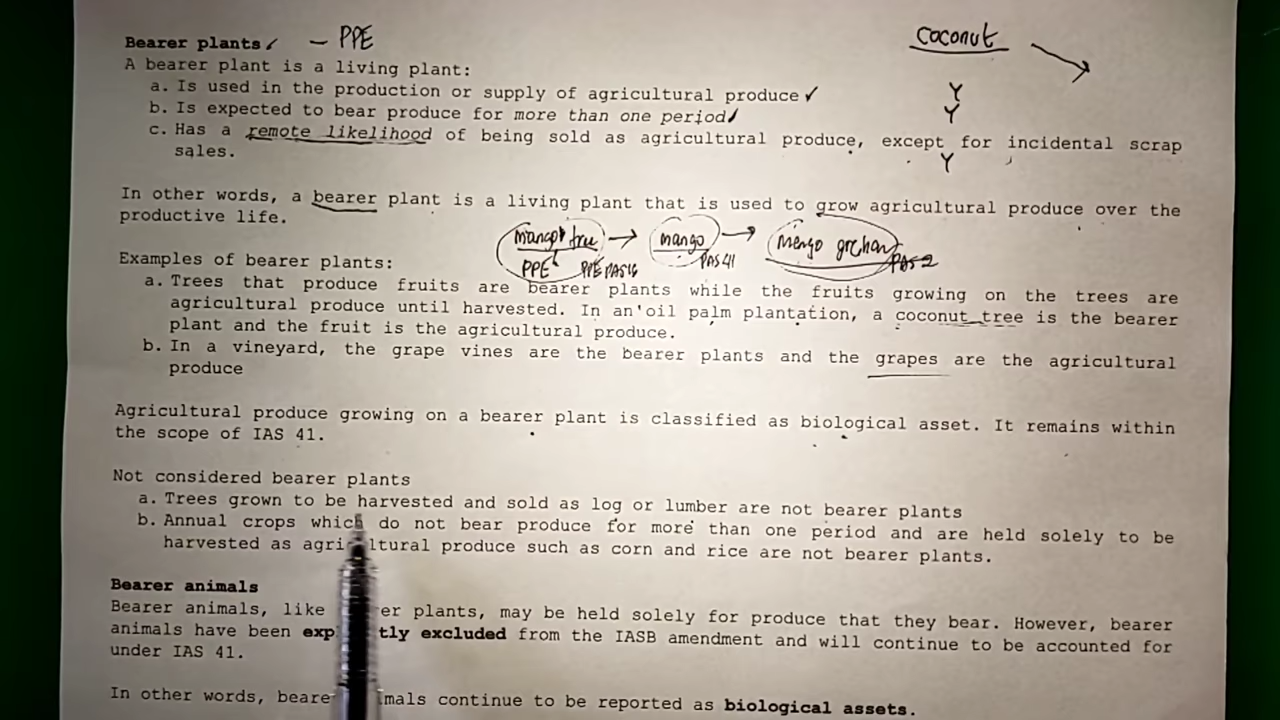 Bearer plants ✓ – PPE
coconut
A bearer plant is a living plant:
a. Is used in the production or supply of agricultural produce ✓ Y
b. Is expected to bear produce for more than one period ✓ Y
c. Has a remote likelihood of being sold as agricultural produce, except for incidental scrap
sales. Y
In other words, a bearer plant is a living plant that is used to grow agricultural produce over the
productive life.
mango tree → mango → mango
PPE PPE PAS 16 PAS 41 PAS 2
Examples of bearer plants:
a. Trees that produce fruits are bearer plants while the fruits growing on the trees are
agricultural produce until harvested. In an oil palm plantation, a coconut tree is the bearer
plant and the fruit is the agricultural produce.
b. In a vineyard, the grape vines are the bearer plants and the grapes are the agricultural
produce
Agricultural produce growing on a bearer plant is classified as biological asset. It remains within
the scope of IAS 41.
Not considered bearer plants
a. Trees grown to be harvested and sold as log or lumber are not bearer plants
b. Annual crops which do not bear produce for more than one period and are held solely to be
harvested as agri ltural produce such as corn and rice are not bearer plants.
Bearer animals
Bearer animals, like er plants, may be held solely for produce that they bear. However, bearer
animals have been exp tly excluded from the IASB amendment and will continue to be accounted for
under IAS 41.
In other words, beare mals continue to be reported as biological assets.